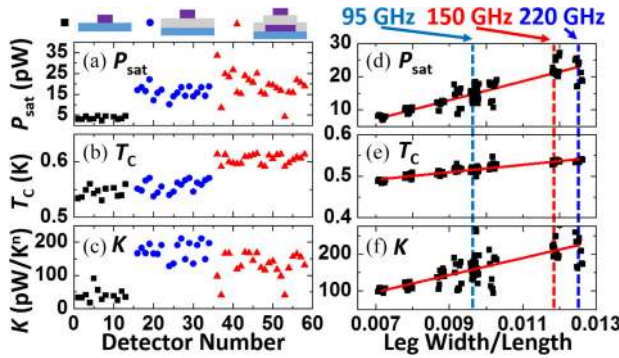 95 GHz 150 GHz 220 GHz
(a) Psat
(d) Psat
Psat (pW)
35
25
15
5
30
20
10
(b) TC
(e) TC
TC (K)
0.6
0.5
0.6
0.5
0.4
(c) K
(f) K
K (pW/Kⁿ)
200
100
0
200
100
0 10 20 30 40 50 60
0.007 0.009 0.011 0.013
Detector Number
Leg Width/Length